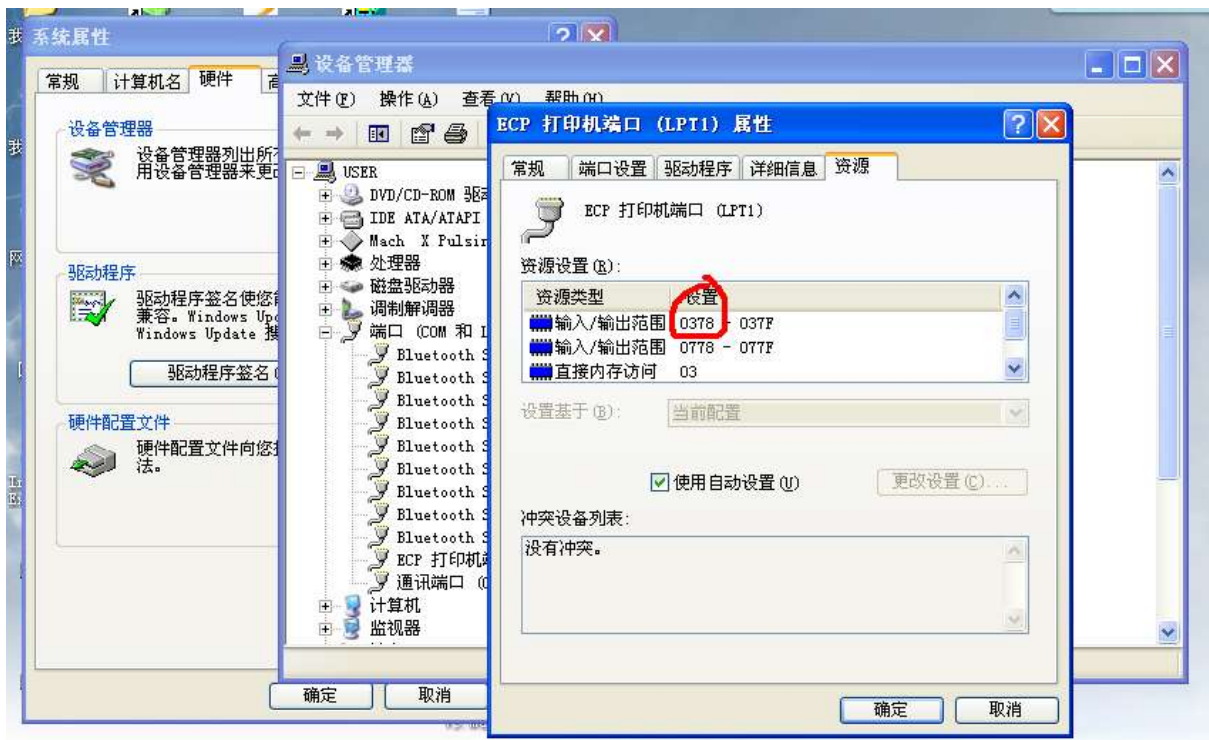 系统属性
常规
计算机名
硬件
设备管理器
设备管理器列出所
用设备管理器来更
驱动程序
驱动程序签名使您
兼容。Windows
Windows Update
驱动程序签名
硬件配置文件
硬件配置文件向您
法。
确定
取消
设备管理器
文件(F)
操作(A)
查看(V)
帮助(H)
USER
DVD/CD-ROM
IDE ATA/ATAPI
Mach X Pulsin
处理器
磁盘驱动器
调制解调器
端口 (COM 和 L
Bluetooth S
Bluetooth S
Bluetooth S
Bluetooth S
Bluetooth S
Bluetooth S
Bluetooth S
Bluetooth S
Bluetooth S
ECP 打印机
通讯端口 (C
计算机
监视器
ECP 打印机端口 (LPT1) 属性
常规
端口设置
驱动程序
详细信息
资源
ECP 打印机端口 (LPT1)
资源设置(R):
资源类型 设置
输入/输出范围 0378 - 037F
输入/输出范围 0778 - 077F
直接内存访问 03
设置基于(B): 当前配置
使用自动设置(U)
更改设置(C)...
冲突设备列表:
没有冲突。
确定
取消